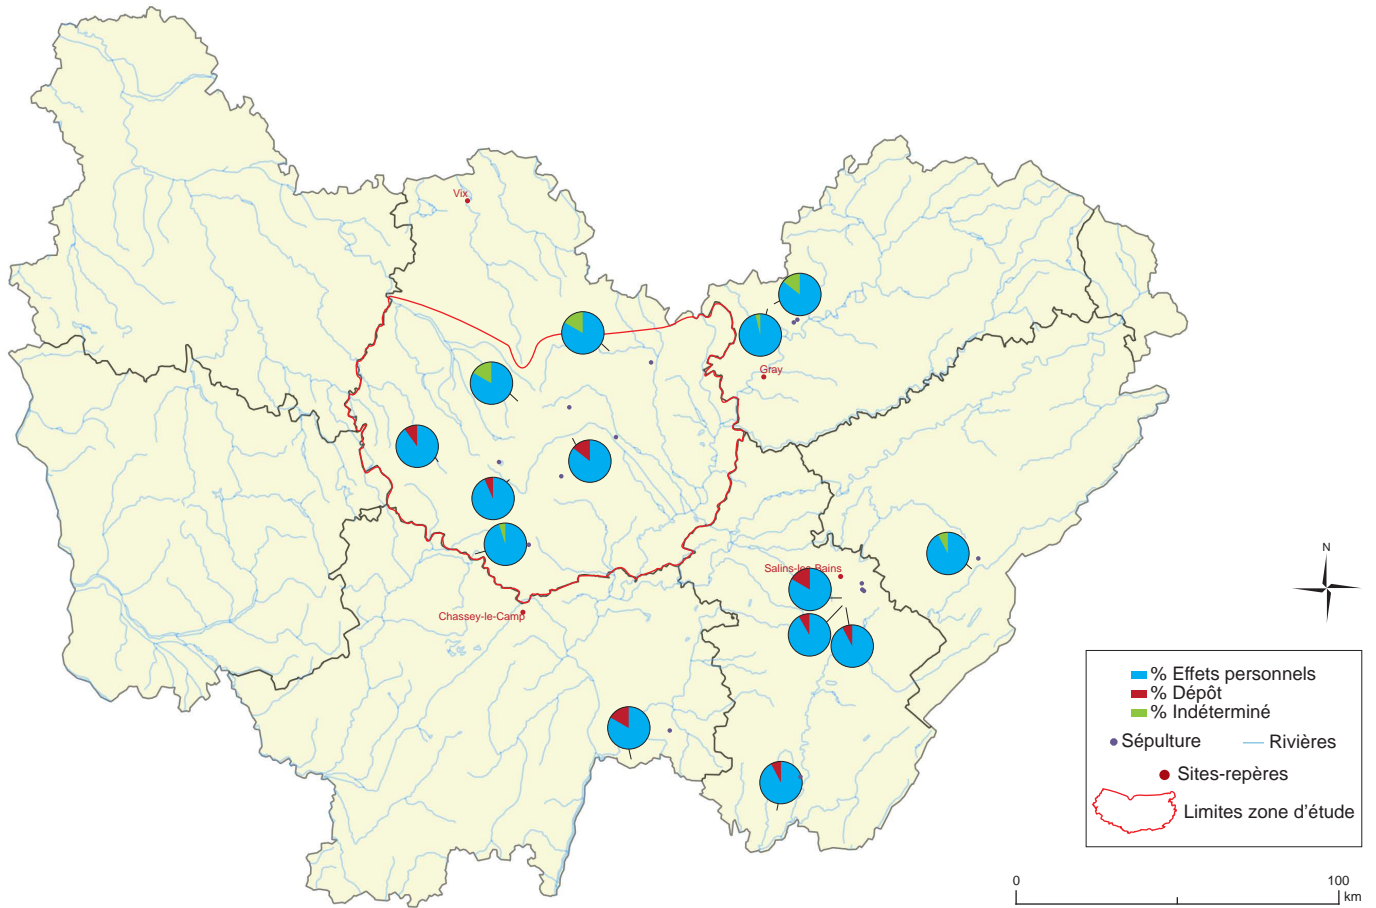 Vix
Gray
Salins-les-Bains
Chassey-le-Camp
N
% Effets personnels
% Dépôt
% Indéterminé
Sépulture
Rivières
Sites-repères
Limites zone d'étude
0
100
km